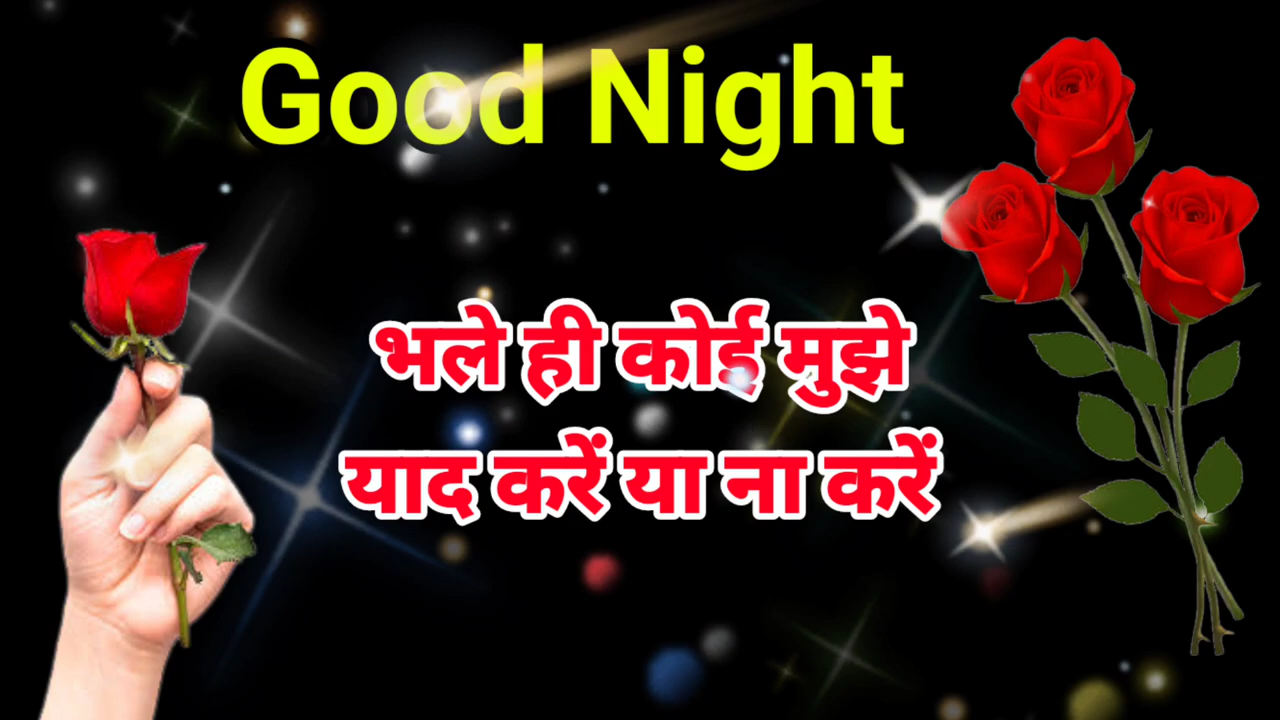 Good Night
भले ही कोई मुझे
याद करें या ना करें